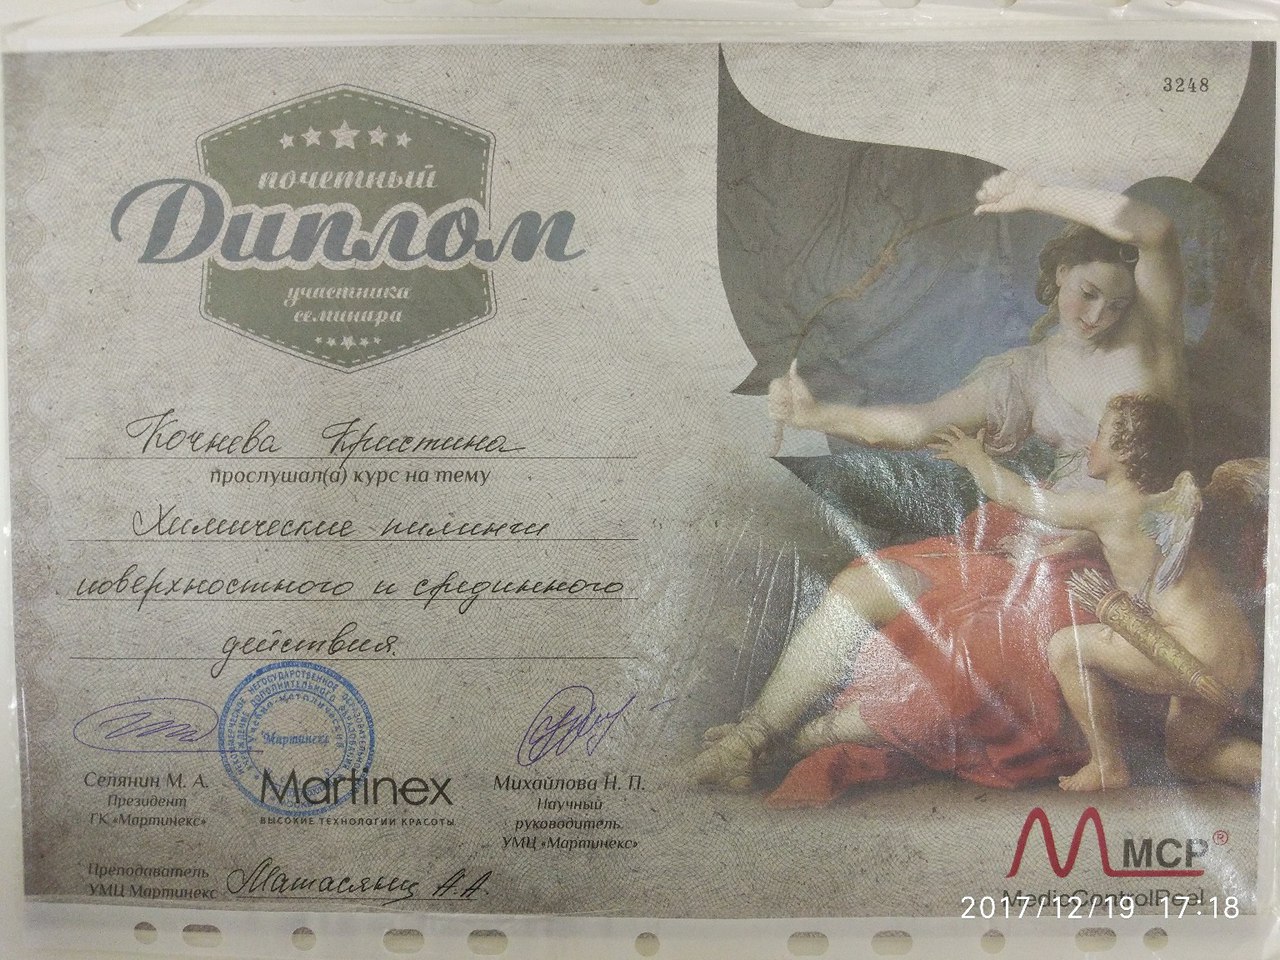 3248
почетный
Диплом
участника
семинара
Кочнева Кристина
прослушал(а) курс на тему
Химические пилинги
поверхностного и срединного
действия.
Мартинекс
Селянин М. А.
Президент
ГК «Мартинекс»
Martinex
ВЫСОКИЕ ТЕХНОЛОГИИ КРАСОТЫ
Михайлова Н. П.
Научный
руководитель
УМЦ «Мартинекс»
Преподаватель
УМЦ Мартинекс
А.А.
MCP®
MedicControlPeel
2017/12/19 17:18